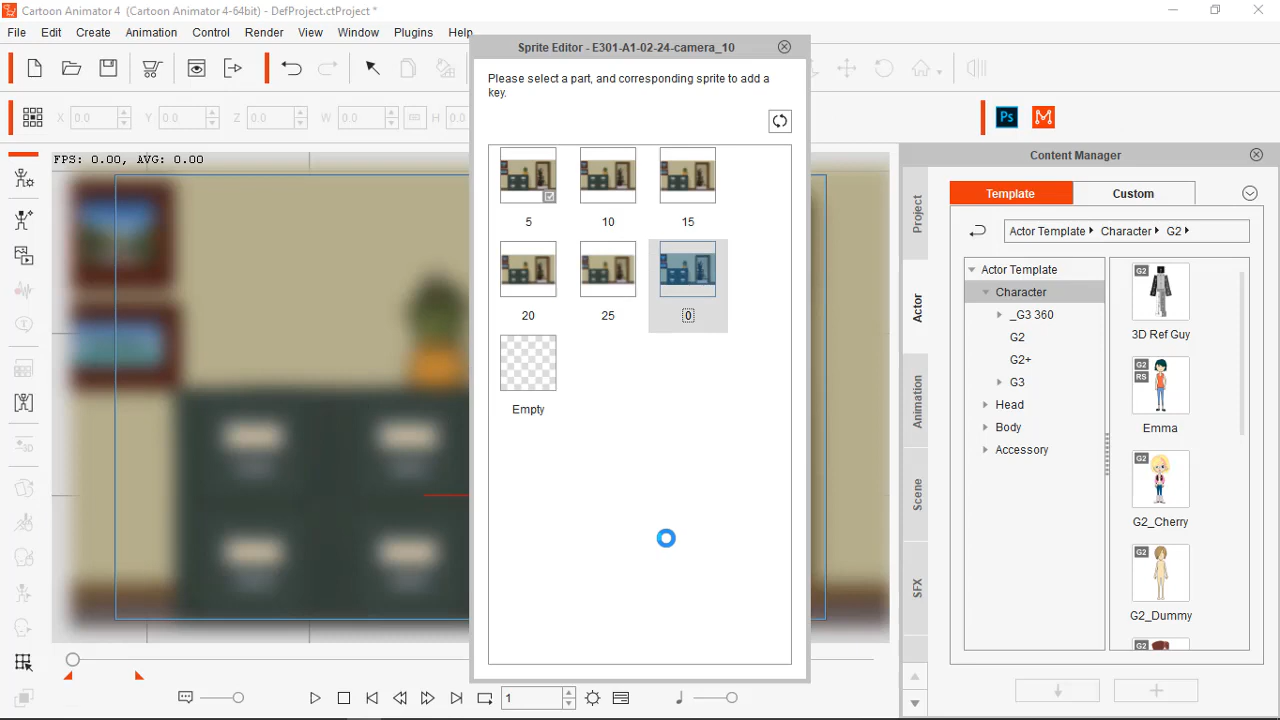 Cartoon Animator 4 (Cartoon Animator 4-64bit) - DefProject.ctProject *
File Edit Create Animation Control Render View Window Plugins Help
X 0.0 Y 0.0 Z 0.0 W 0.0 H 0.0
Ps
FPS: 0.00, AVG: 0.00
Sprite Editor - E301-A1-02-24-camera_10
Please select a part, and corresponding sprite to add a
key.
5 10 15
20 25 0
Empty
1
Content Manager
Template Custom
Actor Template Character G2
Project
Actor
Animation
Scene
SFX
Actor Template
Character
_G3 360
G2
G2+
G3
Head
Body
Accessory
G2
3D Ref Guy
G2
RS
Emma
G2
G2_Cherry
G2
G2_Dummy
G2
RS